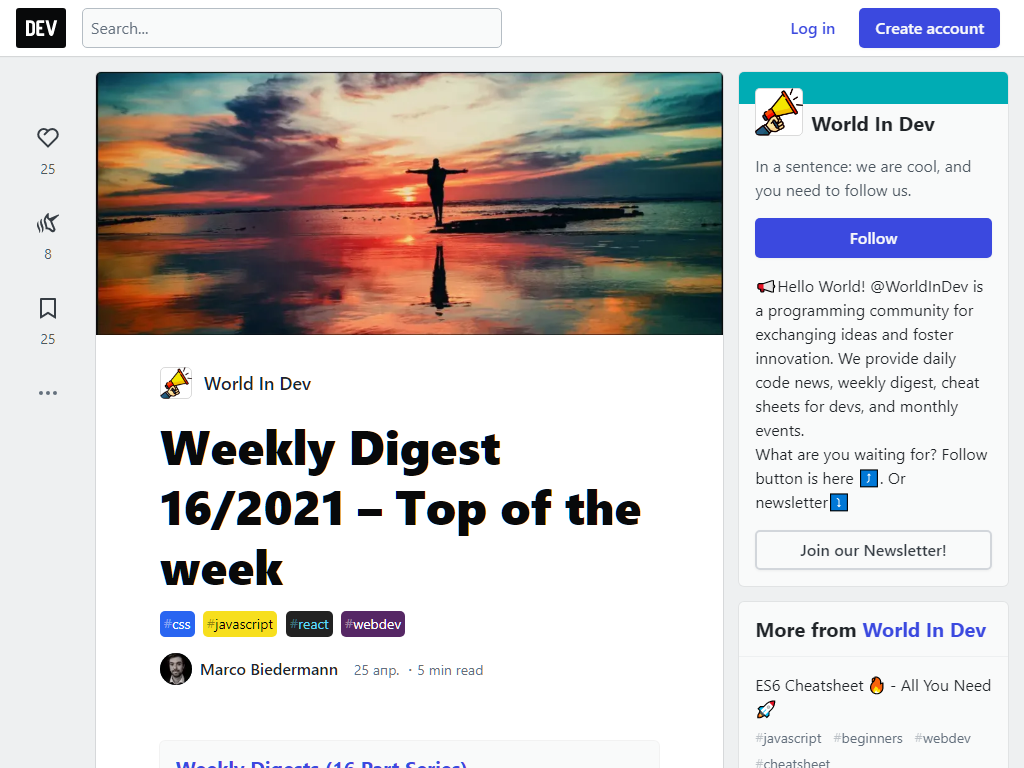 DEV
Search...
Log in
Create account
25
8
25
World In Dev
Weekly Digest
16/2021 – Top of the
week
#css #javascript #react #webdev
Marco Biedermann 25 апр. · 5 min read
Weekly Digests (16 Part Series)
World In Dev
In a sentence: we are cool, and
you need to follow us.
Follow
📢Hello World! @WorldInDev is
a programming community for
exchanging ideas and foster
innovation. We provide daily
code news, weekly digest, cheat
sheets for devs, and monthly
events.
What are you waiting for? Follow
button is here ⤴️. Or
newsletter⤵️
Join our Newsletter!
More from World In Dev
ES6 Cheatsheet 🔥 - All You Need
🚀
#javascript #beginners #webdev
#cheatsheet